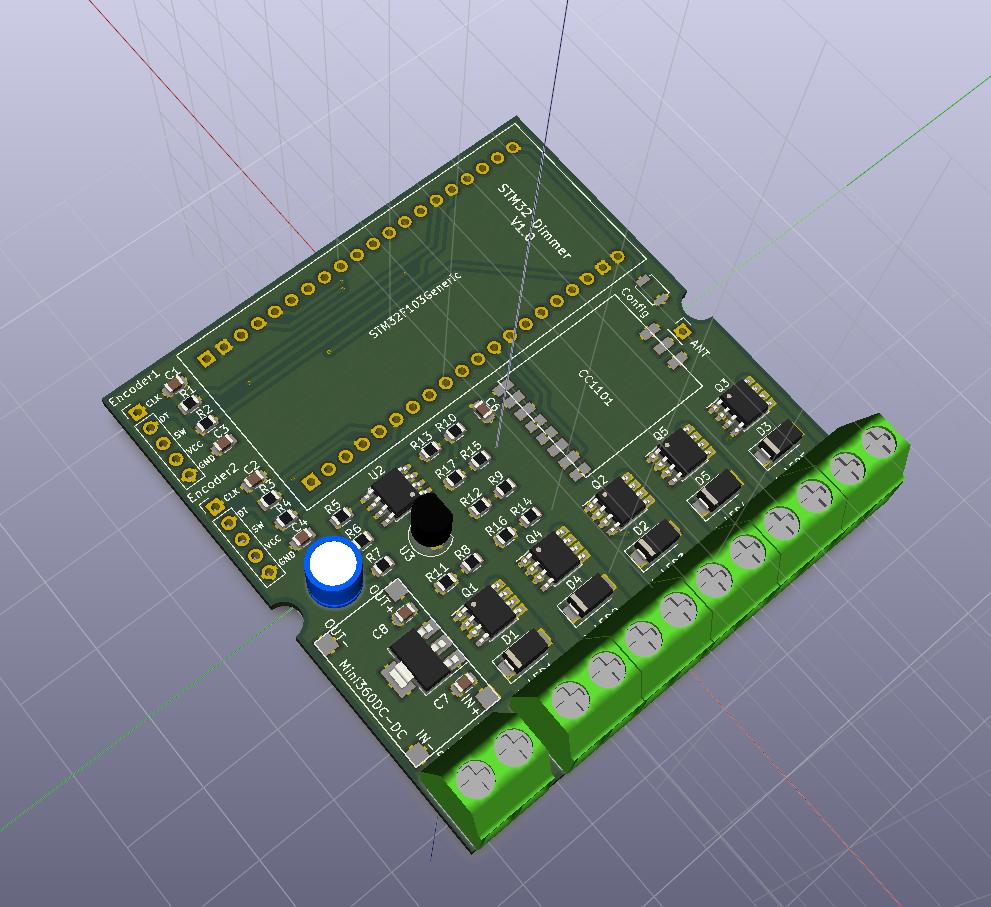 STM32 Dimmer
V1.0
STM32F103Generic
Config
ANT
CC1101
Encoder1
CLK
DT
SW
VCC
GND
C1
R1
R2
C3
Encoder2
CLK
DT
SW
VCC
GND
C2
R3
R4
C4
R5
R6
R7
U2
U3
R13
R10
C6
R17
R15
R12
R9
R16
R14
R11
R8
Q3
D3
Q5
D5
Q2
D2
Q4
D4
Q1
D1
OUT+
OUT-
C8
C7
IN+
IN-
Mini360DC-DC